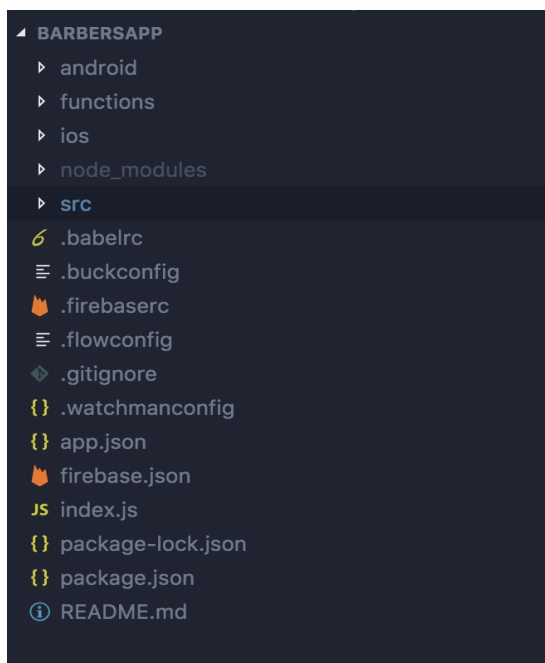 BARBERSAPP
android
functions
ios
node_modules
src
.babelrc
.buckconfig
.firebaserc
.flowconfig
.gitignore
{} .watchmanconfig
{} app.json
firebase.json
JS index.js
{} package-lock.json
{} package.json
README.md